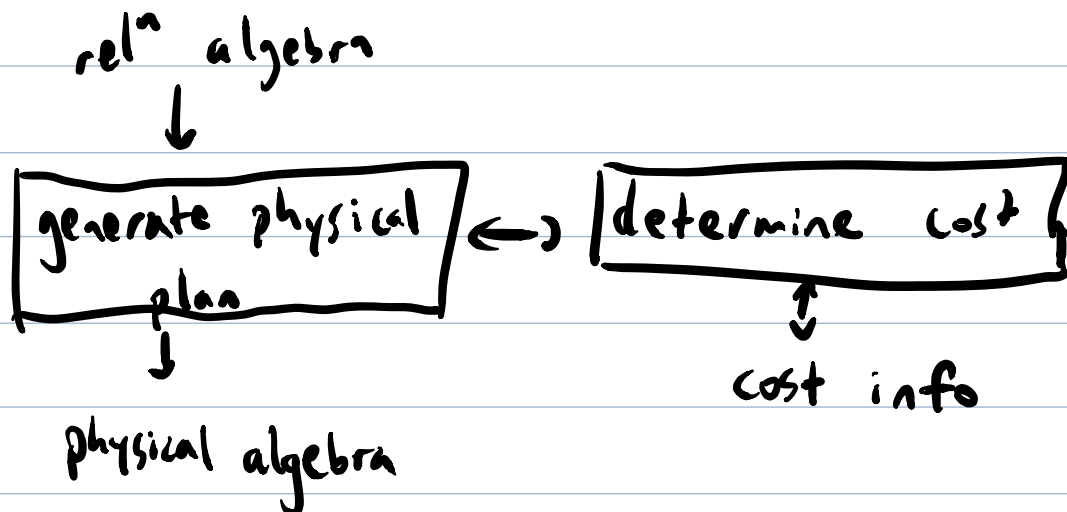 relⁿ algebra
generate physical
plan
determine cost
cost info
physical algebra